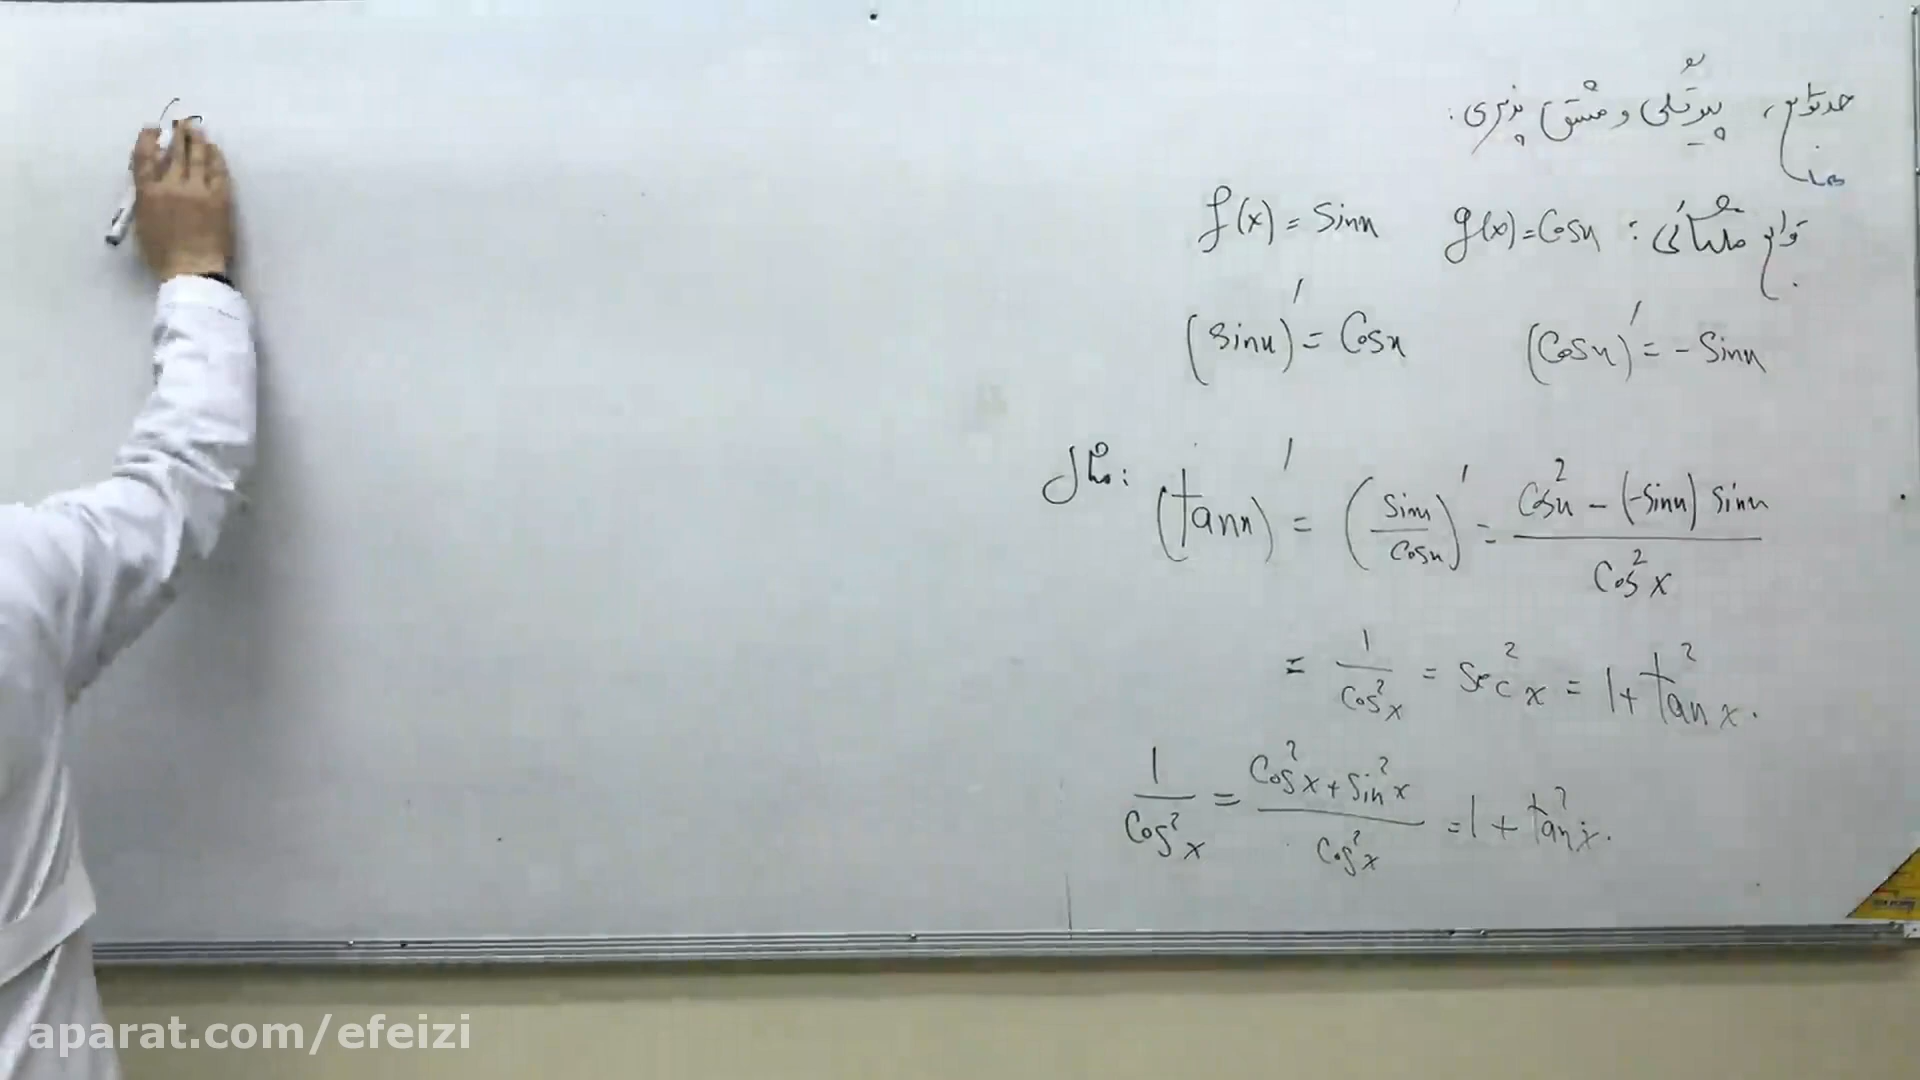 حد توابع، پیوستگی و مشتق پذیری:
توابع مثلثاتی: g(x)=Cosx f(x)=Sinx
(Sinx)′=Cosx (Cosx)′=-Sinx
مثال: (tanx)′ = (Sinx/Cosx)′ = (Cos²x - (-Sinx) Sinx)/Cos²x
= 1/Cos²x = Sec²x = 1+tan²x.
1/Cos²x = (Cos²x+Sin²x)/Cos²x = 1+tan²x.
aparat.com/efeizi